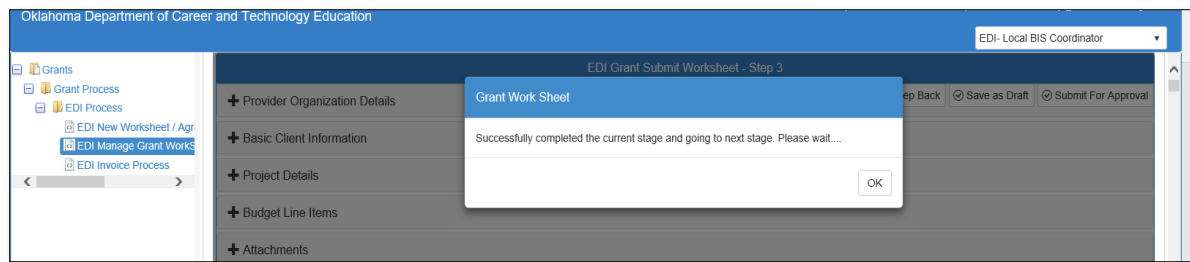 Oklahoma Department of Career and Technology Education
EDI- Local BIS Coordinator
Grants
Grant Process
EDI Process
EDI New Worksheet / Agr
EDI Manage Grant WorkS
EDI Invoice Process
EDI Grant Submit Worksheet - Step 3
ep Back
Save as Draft
Submit For Approval
Provider Organization Details
Basic Client Information
Project Details
Budget Line Items
Attachments
Grant Work Sheet
Successfully completed the current stage and going to next stage. Please wait....
OK